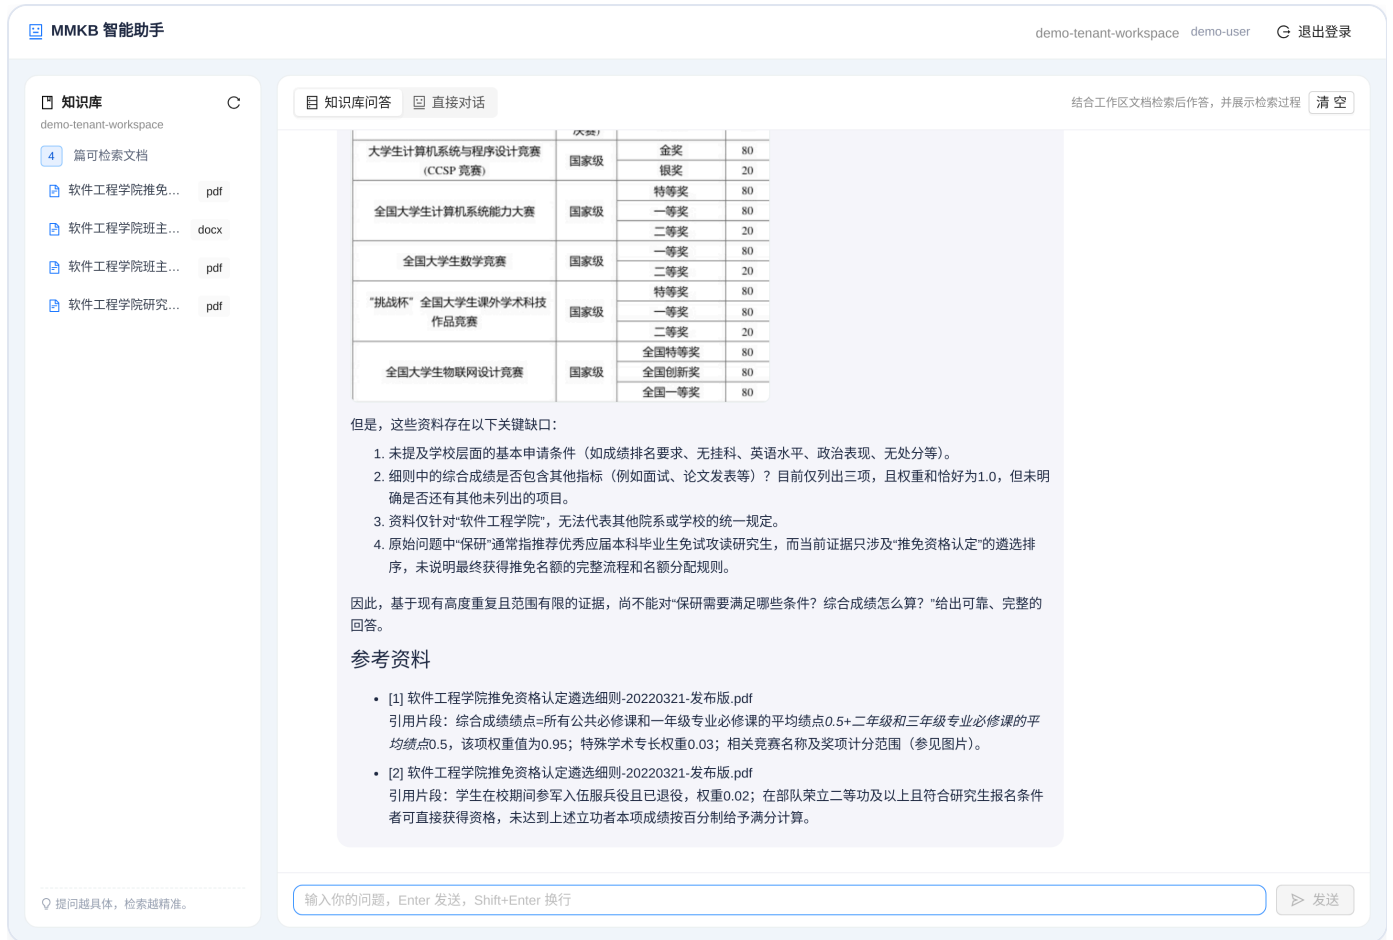 MMKB 智能助手
demo-tenant-workspace demo-user 退出登录
知识库
demo-tenant-workspace
4 篇可检索文档
软件工程学院推免... pdf
软件工程学院班主... docx
软件工程学院班主... pdf
软件工程学院研究... pdf
提问越具体，检索越精准。
知识库问答 直接对话 结合工作区文档检索后作答，并展示检索过程 清 空
决赛）
大学生计算机系统与程序设计竞赛 国家级 金奖 80
(CCSP 竞赛) 银奖 20
特等奖 80
全国大学生计算机系统能力大赛 国家级 一等奖 80
二等奖 20
全国大学生数学竞赛 国家级 一等奖 80
二等奖 20
特等奖 80
“挑战杯”全国大学生课外学术科技 国家级 一等奖 80
作品竞赛 二等奖 20
全国特等奖 80
全国大学生物联网设计竞赛 国家级 全国创新奖 80
全国一等奖 80
但是，这些资料存在以下关键缺口：
1. 未提及学校层面的基本申请条件（如成绩排名要求、无挂科、英语水平、政治表现、无处分等）。
2. 细则中的综合成绩是否包含其他指标（例如面试、论文发表等）？目前仅列出三项，且权重和恰好为1.0，但未明
确是否还有其他未列出的项目。
3. 资料仅针对“软件工程学院”，无法代表其他院系或学校的统一规定。
4. 原始问题中“保研”通常指推荐优秀应届本科毕业生免试攻读研究生，而当前证据只涉及“推免资格认定”的遴选排
序，未说明最终获得推免名额的完整流程和名额分配规则。
因此，基于现有高度重复且范围有限的证据，尚不能对“保研需要满足哪些条件？综合成绩怎么算？”给出可靠、完整的
回答。
参考资料
• [1] 软件工程学院推免资格认定遴选细则-20220321-发布版.pdf
引用片段：综合成绩绩点=所有公共必修课和一年级专业必修课的平均绩点0.5+二年级和三年级专业必修课的平
均绩点0.5，该项权重值为0.95；特殊学术专长权重0.03；相关竞赛名称及奖项计分范围（参见图片）。
• [2] 软件工程学院推免资格认定遴选细则-20220321-发布版.pdf
引用片段：学生在校期间参军入伍服兵役且已退役，权重0.02；在部队荣立二等功及以上且符合研究生报名条件
者可直接获得资格，未达到上述立功者本项成绩按百分制给予满分计算。
输入你的问题，Enter 发送，Shift+Enter 换行 发送